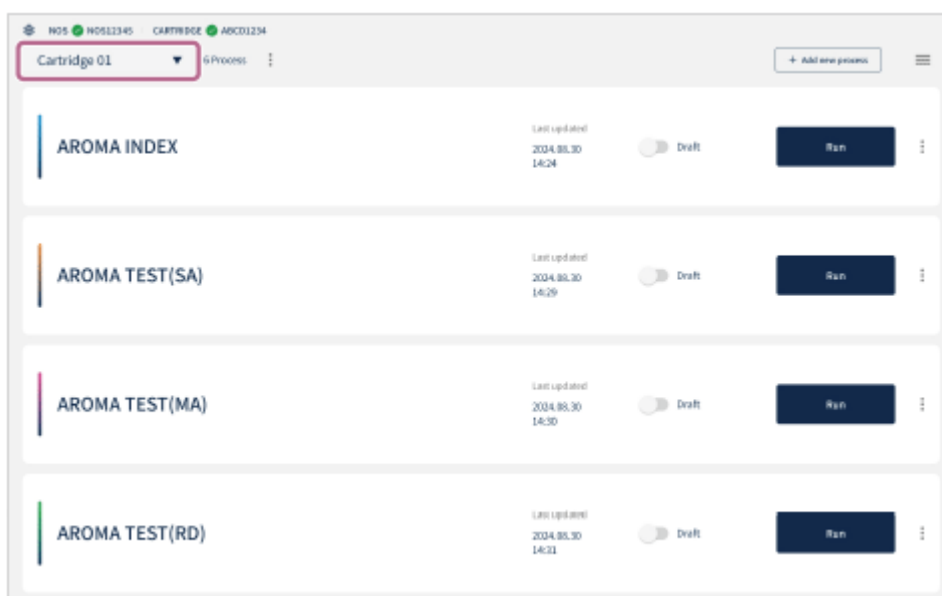 NOS NOS12345 CARTRIDGE ABCD1234
Cartridge 01 6 Process + Add new process
AROMA INDEX
Last updated
2024.08.30
14:24
Draft
Run
AROMA TEST(SA)
Last updated
2024.08.30
14:29
Draft
Run
AROMA TEST(MA)
Last updated
2024.08.30
14:30
Draft
Run
AROMA TEST(RD)
Last updated
2024.08.30
14:31
Draft
Run